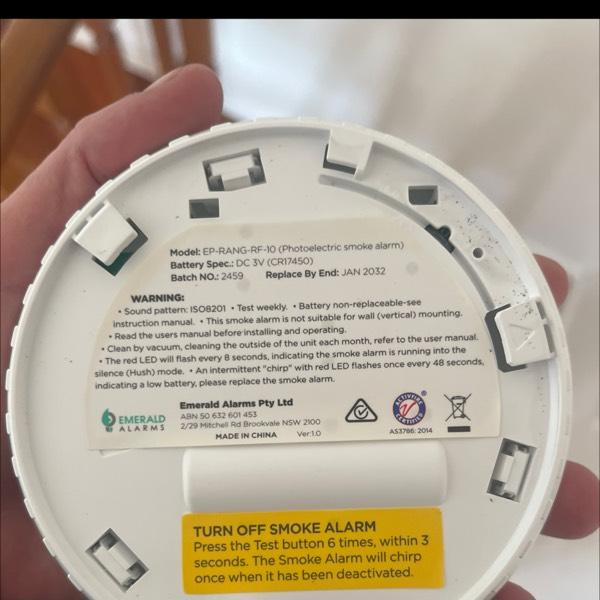 Model: EP-RANG-RF-10 (Photoelectric smoke alarm)
Battery Spec.: DC 3V (CR17450)
Batch NO.: 2459 Replace By End: JAN 2032
WARNING:
• Sound pattern: ISO8201 • Test weekly. • Battery non-replaceable-see
instruction manual. • This smoke alarm is not suitable for wall (vertical) mounting.
• Read the users manual before installing and operating.
• Clean by vacuum, cleaning the outside of the unit each month, refer to the user manual.
• The red LED will flash every 8 seconds, indicating the smoke alarm is running into the
silence (Hush) mode. • An intermittent "chirp" with red LED flashes once every 48 seconds,
indicating a low battery, please replace the smoke alarm.
EMERALD
ALARMS
Emerald Alarms Pty Ltd
ABN 50 632 601 453
2/29 Mitchell Rd Brookvale NSW 2100
MADE IN CHINA Ver:1.0
ACTIVFIRE
CERTIFIED
AS3786: 2014
TURN OFF SMOKE ALARM
Press the Test button 6 times, within 3
seconds. The Smoke Alarm will chirp
once when it has been deactivated.